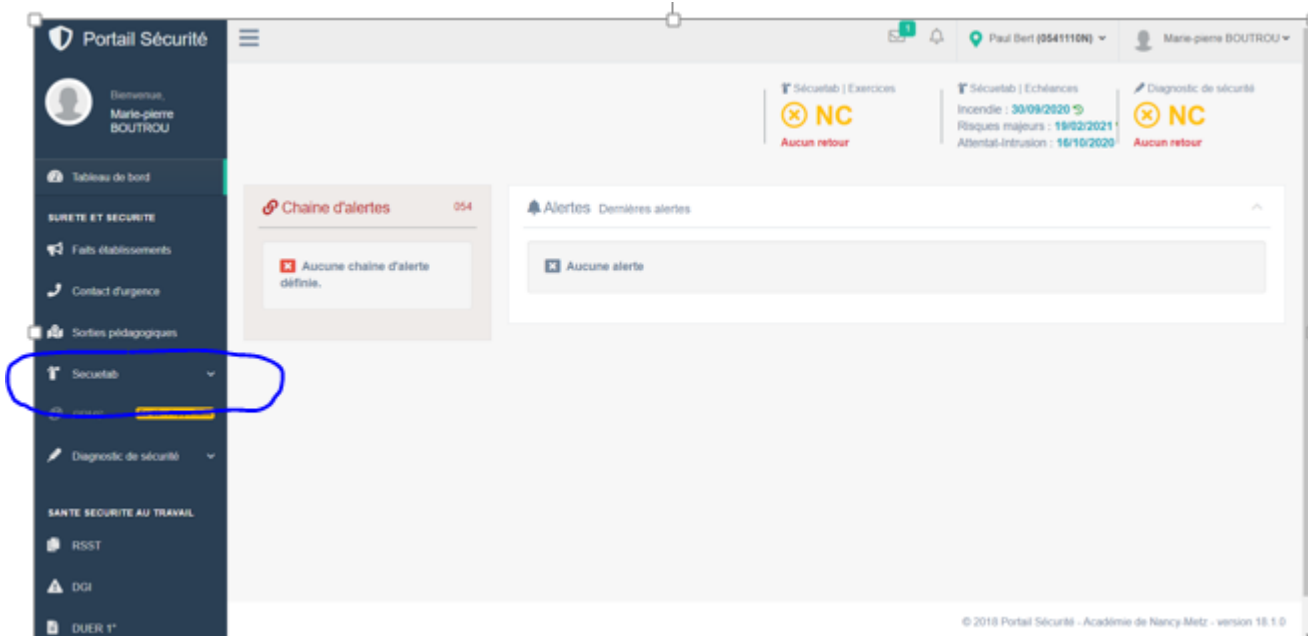 Portail Sécurité
1
Paul Bert (0541110N)
Marie-pierre BOUTROU
Bienvenue,
Marie-pierre
BOUTROU
Sécuetab | Exercices
NC
Aucun retour
Sécuetab | Echéances
Incendie : 30/09/2020
Risques majeurs : 19/02/2021
Attentat-Intrusion : 16/10/2020
Diagnostic de sécurité
NC
Aucun retour
Tableau de bord
SURETE ET SECURITE
Faits établissements
Contact d'urgence
Sorties pédagogiques
Secuetab
Diagnostic de sécurité
SANTE SECURITE AU TRAVAIL
RSST
DGI
DUER 1°
Chaine d'alertes 054
Aucune chaine d'alerte
définie.
Alertes Dernières alertes
Aucune alerte
© 2018 Portail Sécurité - Académie de Nancy-Metz - version 18.1.0